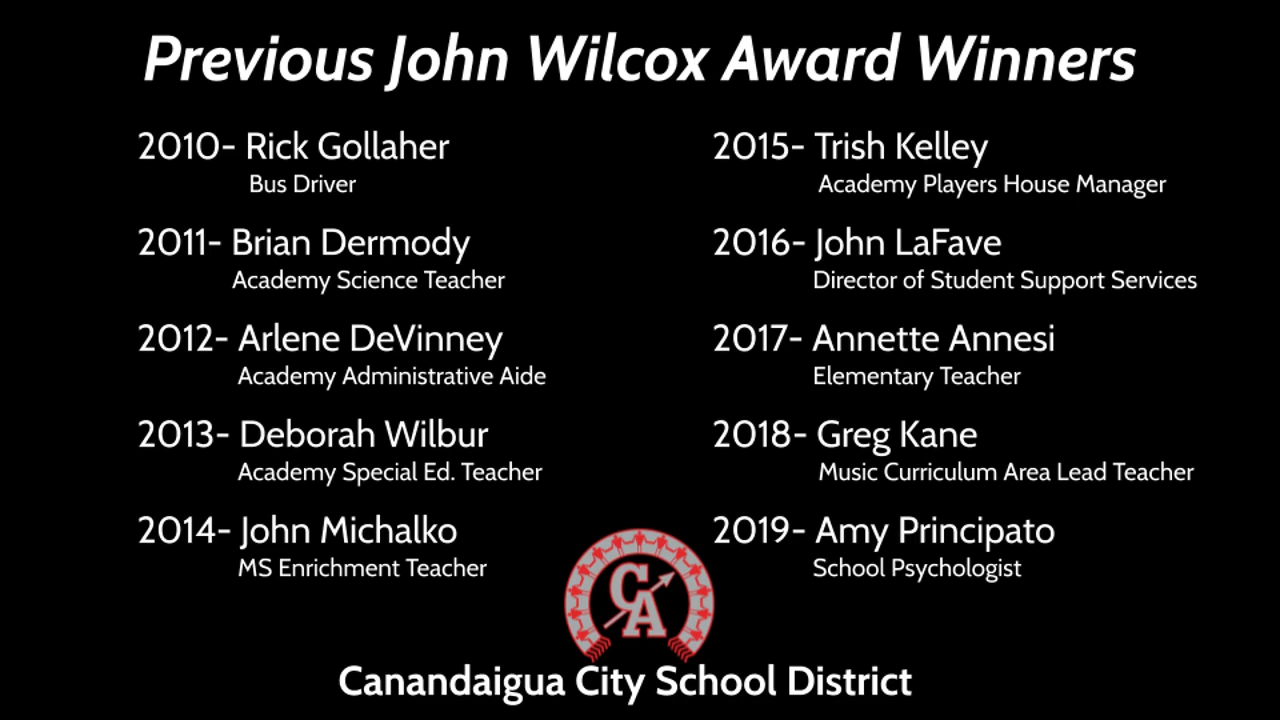 Previous John Wilcox Award Winners
2010- Rick Gollaher
Bus Driver
2011- Brian Dermody
Academy Science Teacher
2012- Arlene DeVinney
Academy Administrative Aide
2013- Deborah Wilbur
Academy Special Ed. Teacher
2014- John Michalko
MS Enrichment Teacher
2015- Trish Kelley
Academy Players House Manager
2016- John LaFave
Director of Student Support Services
2017- Annette Annesi
Elementary Teacher
2018- Greg Kane
Music Curriculum Area Lead Teacher
2019- Amy Principato
School Psychologist
CA
Canandaigua City School District